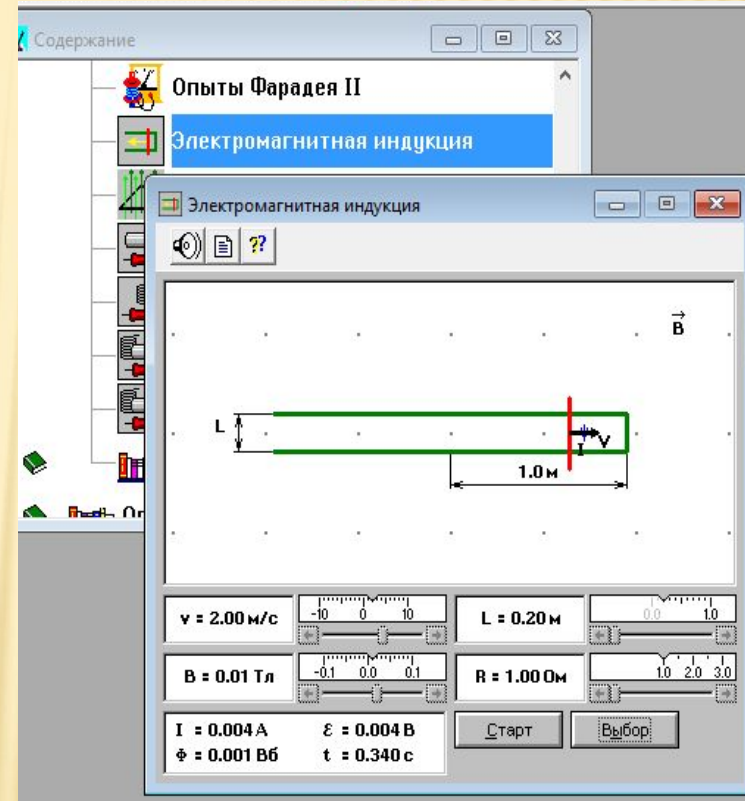 Содержание
Опыты Фарадея II
Электромагнитная индукция
Электромагнитная индукция
??
B
L
I
V
1.0 м
v = 2.00 м/с
-10 0 10
L = 0.20 м
0.0 1.0
B = 0.01 Тл
-0.1 0.0 0.1
R = 1.00 Ом
1.0 2.0 3.0
I = 0.004 А ε = 0.004 В
Φ = 0.001 Вб t = 0.340 с
Старт
Выбор